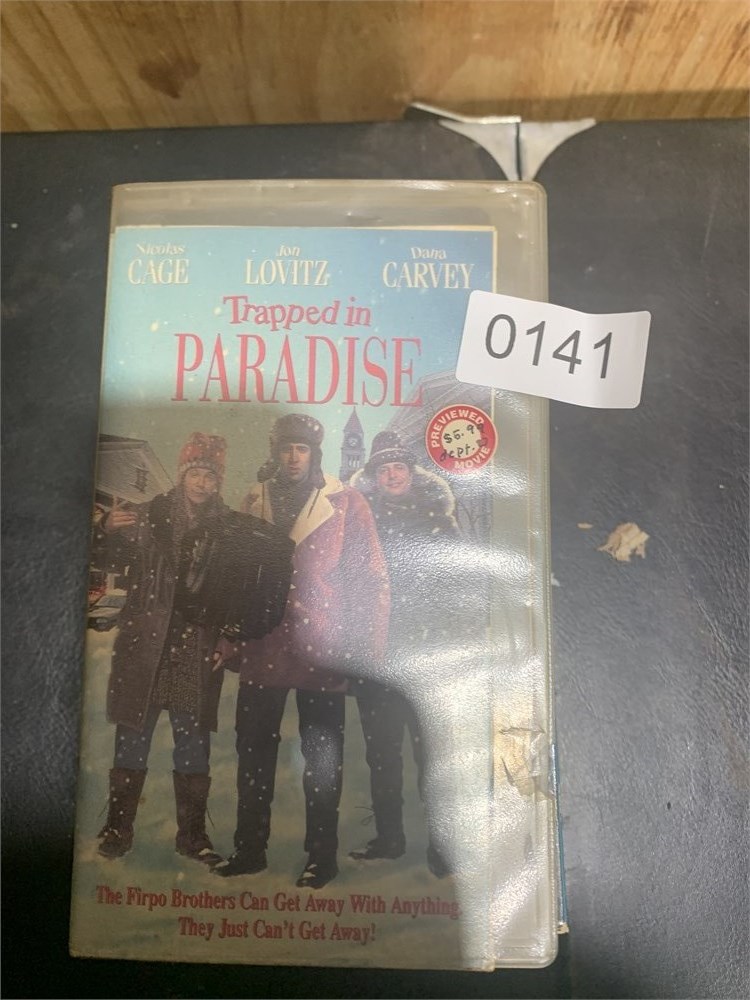 Nicolas Jon Dana
CAGE LOVITZ CARVEY
Trapped in
PARADISE
0141
PREVIEWED
$6.99
sept.
MOVIE
The Firpo Brothers Can Get Away With Anything.
They Just Can't Get Away!